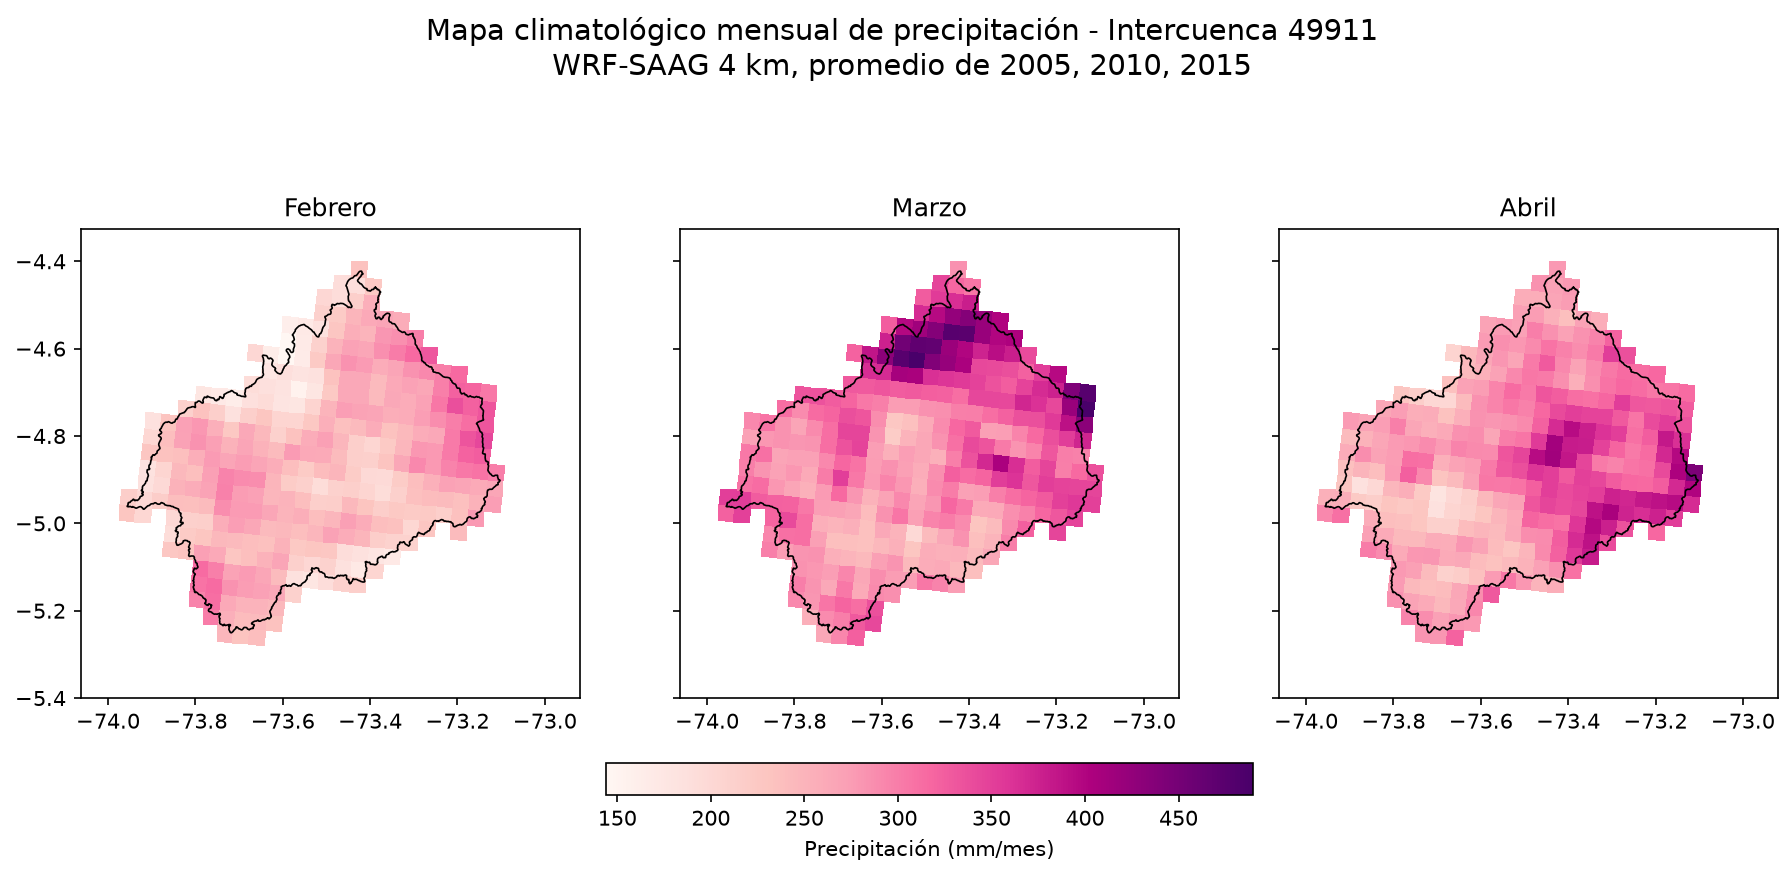 Mapa climatológico mensual de precipitación - Intercuenca 49911
WRF-SAAG 4 km, promedio de 2005, 2010, 2015
Febrero
Marzo
Abril
−4.4
−4.6
−4.8
−5.0
−5.2
−5.4
−74.0 −73.8 −73.6 −73.4 −73.2 −73.0
−74.0 −73.8 −73.6 −73.4 −73.2 −73.0
−74.0 −73.8 −73.6 −73.4 −73.2 −73.0
150 200 250 300 350 400 450
Precipitación (mm/mes)